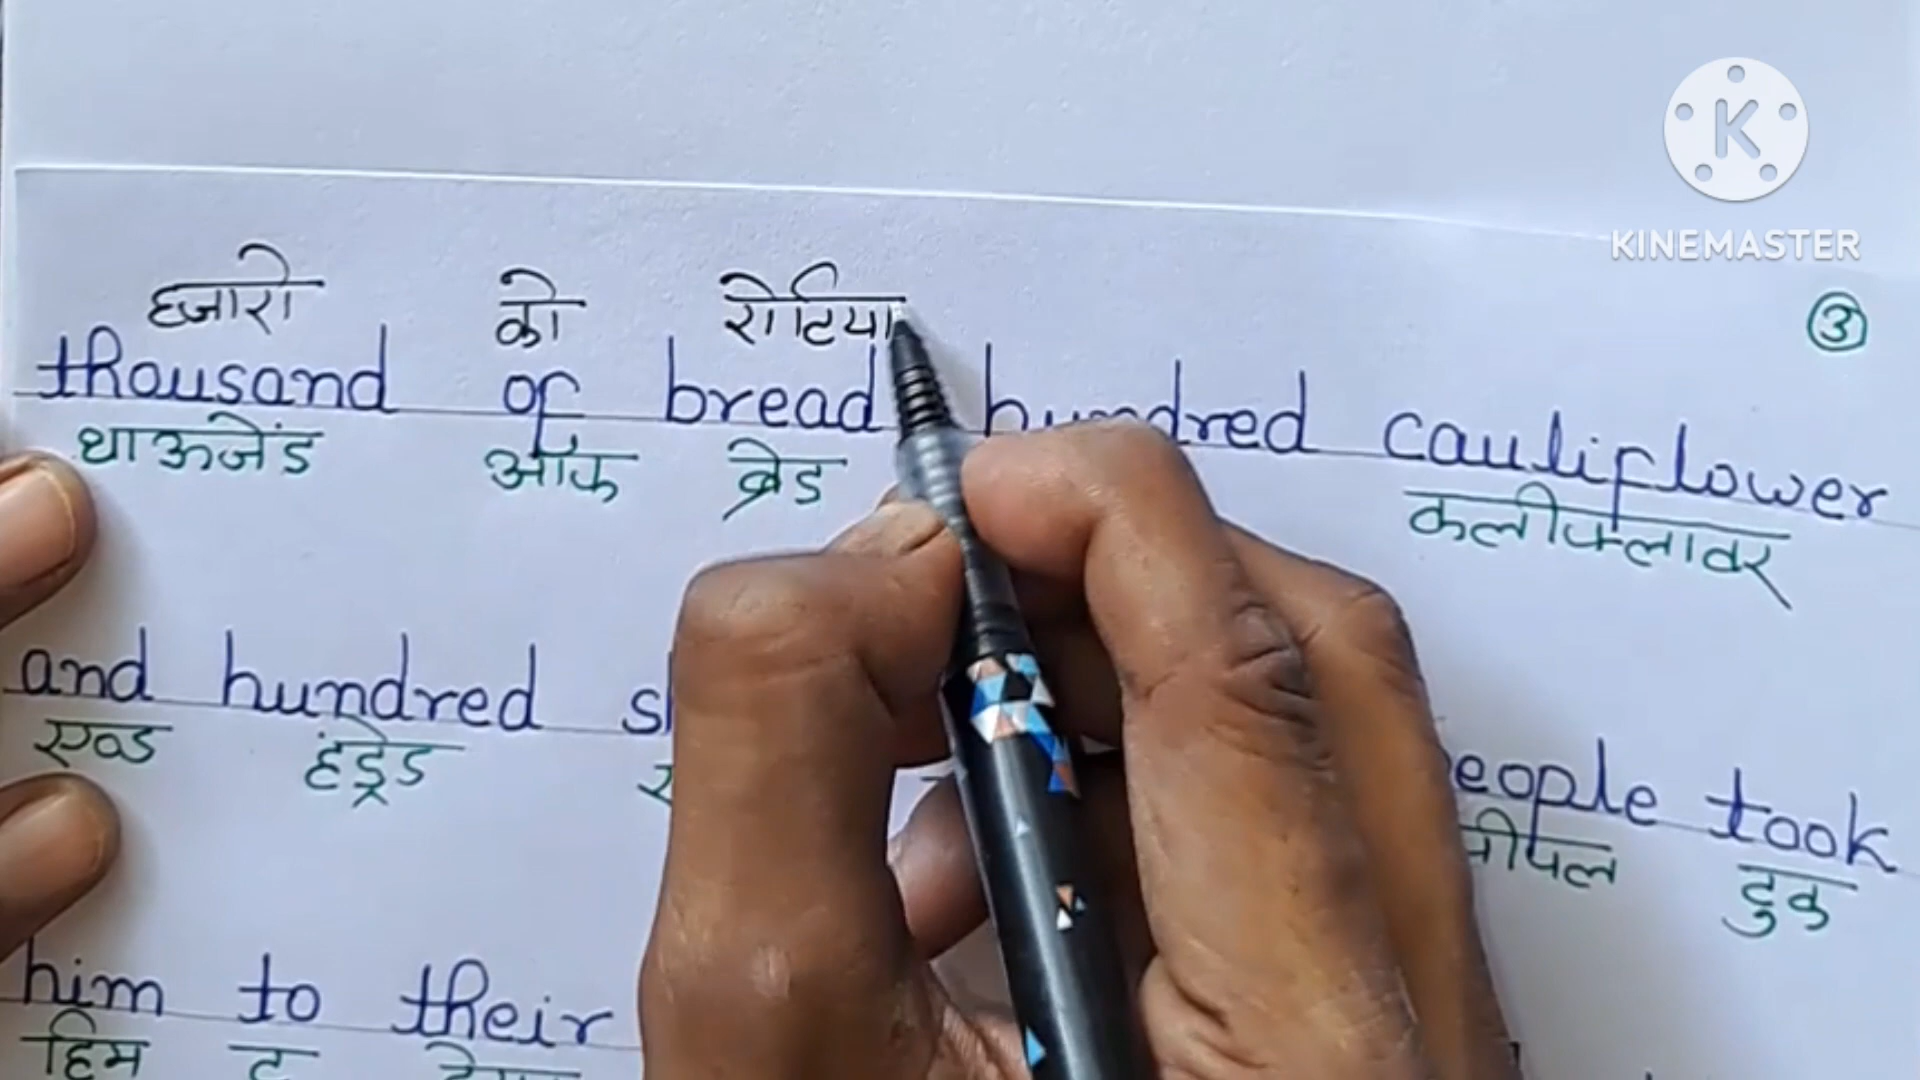 KINEMASTER
③
हजारो को रोटिया
thousand of bread hundred cauliflower
थाऊजेंड ऑफ ब्रेड कलीफ्लावर
and hundred people took
एण्ड हंड्रेड पीपल टुक
him to their
हिम टू